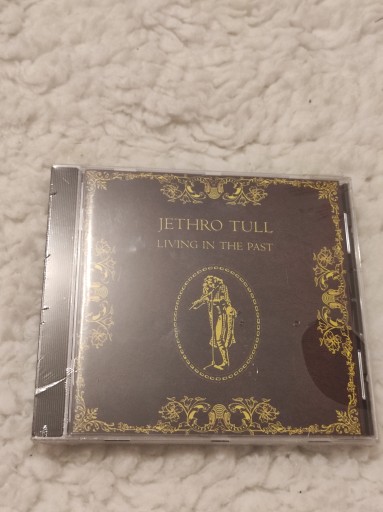 JETHRO TULL
LIVING IN THE PAST